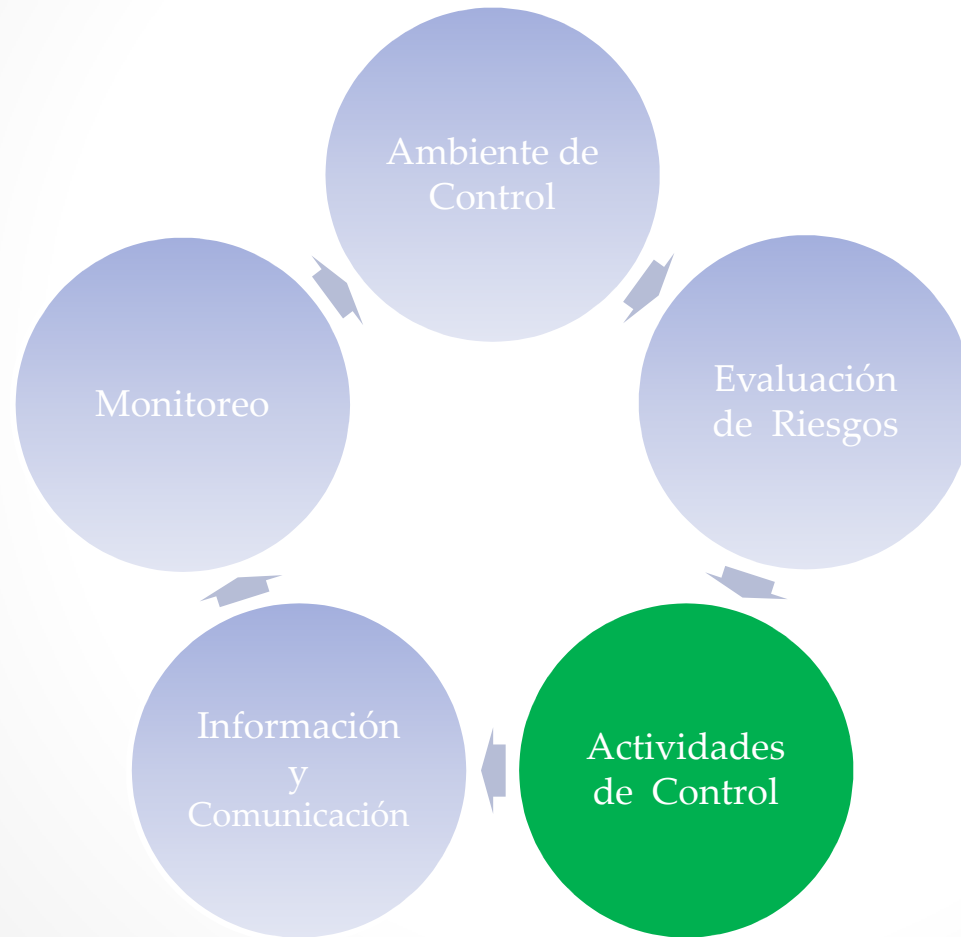 Ambiente de
Control
Evaluación
de Riesgos
Actividades
de Control
Información
y
Comunicación
Monitoreo